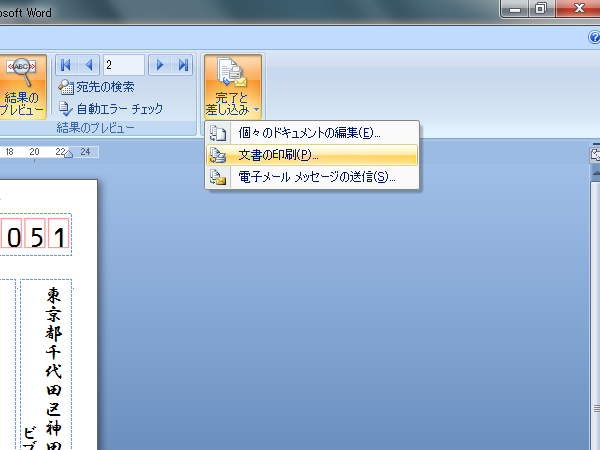 osoft Word
2
結果の
プレビュー
宛先の検索
自動エラー チェック
結果のプレビュー
完了と
差し込み
個々のドキュメントの編集(E)...
文書の印刷(P)...
電子メール メッセージの送信(S)...
18 20 22 24
051
東京都千代田区神田
ビブ